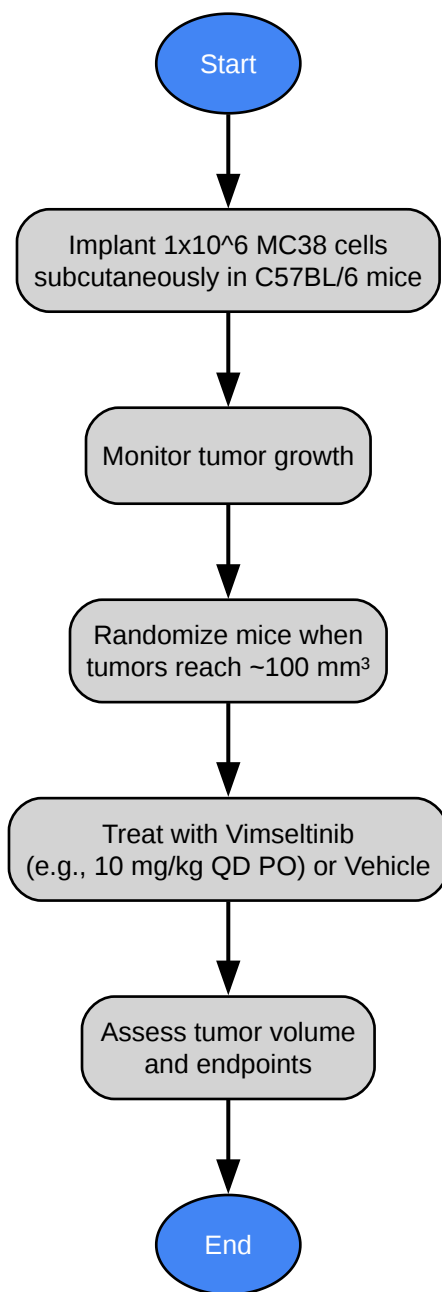 Start
Implant 1x10^6 MC38 cells
subcutaneously in C57BL/6 mice
Monitor tumor growth
Randomize mice when
tumors reach ~100 mm³
Treat with Vimseltinib
(e.g., 10 mg/kg QD PO) or Vehicle
Assess tumor volume
and endpoints
End